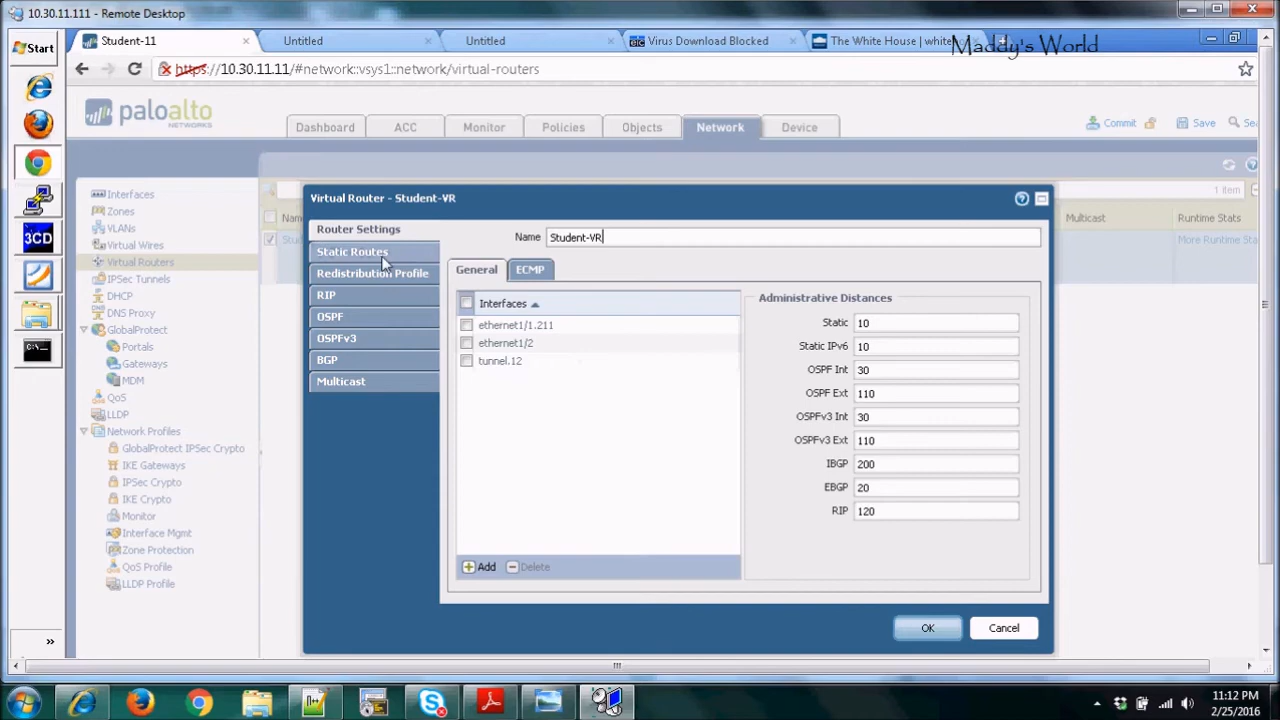 10.30.11.111 - Remote Desktop
Start
Student-11
Untitled
Untitled
Virus Download Blocked
The White House | white
Maddy's World
https://10.30.11.11/#network::vsys1::network/virtual-routers
paloalto
NETWORKS
Dashboard
ACC
Monitor
Policies
Objects
Network
Device
Commit
Save
Sea
Interfaces
Zones
VLANs
Virtual Wires
Virtual Routers
IPSec Tunnels
DHCP
DNS Proxy
GlobalProtect
Portals
Gateways
MDM
QoS
LLDP
Network Profiles
GlobalProtect IPSec Crypto
IKE Gateways
IPSec Crypto
IKE Crypto
Monitor
Interface Mgmt
Zone Protection
QoS Profile
LLDP Profile
1 item
Nam
Multicast
Runtime Stats
Stud
More Runtime Stats
Virtual Router - Student-VR
Router Settings
Static Routes
Redistribution Profile
RIP
OSPF
OSPFv3
BGP
Multicast
Name Student-VR
General
ECMP
Interfaces
ethernet1/1.211
ethernet1/2
tunnel.12
Add
Delete
Administrative Distances
Static 10
Static IPv6 10
OSPF Int 30
OSPF Ext 110
OSPFv3 Int 30
OSPFv3 Ext 110
IBGP 200
EBGP 20
RIP 120
OK
Cancel
3CD
»
11:12 PM
2/25/2016